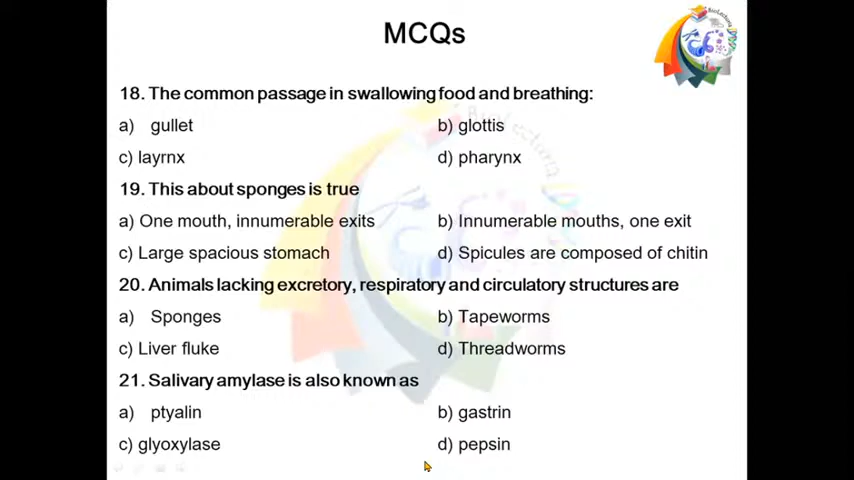 MCQs
18. The common passage in swallowing food and breathing:
a) gullet b) glottis
c) layrnx d) pharynx
19. This about sponges is true
a) One mouth, innumerable exits b) Innumerable mouths, one exit
c) Large spacious stomach d) Spicules are composed of chitin
20. Animals lacking excretory, respiratory and circulatory structures are
a) Sponges b) Tapeworms
c) Liver fluke d) Threadworms
21. Salivary amylase is also known as
a) ptyalin b) gastrin
c) glyoxylase d) pepsin